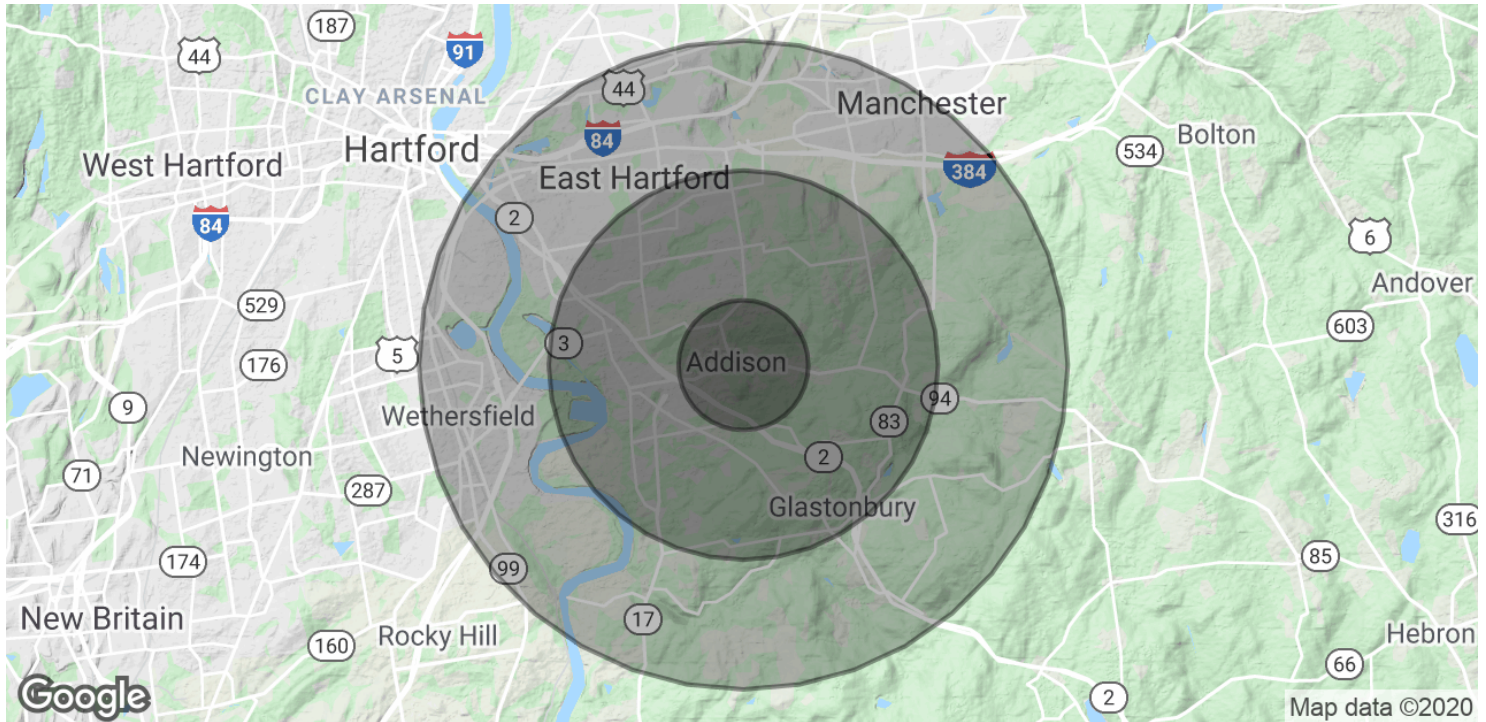 187
44
91
CLAY ARSENAL
44
Manchester
84
Bolton
Hartford
534
West Hartford
384
East Hartford
2
84
6
Andover
529
603
3
5
176
Addison
94
9
Wethersfield
83
Newington
2
71
287
Glastonbury
316
174
99
85
New Britain
17
Rocky Hill
Hebron
160
66
Google
2
Map data ©2020